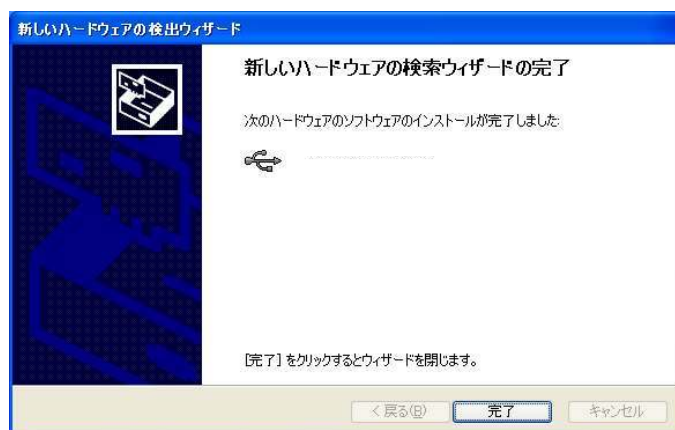 新しいハードウェアの検出ウィザード
新しいハードウェアの検索ウィザードの完了
次のハードウェアのソフトウェアのインストールが完了しました:
[完了] をクリックするとウィザードを閉じます。
< 戻る(B) 完了 キャンセル